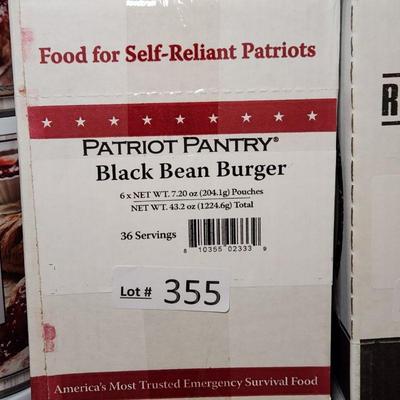 Food for Self-Reliant Patriots
PATRIOT PANTRY®
Black Bean Burger
6 x NET WT. 7.20 oz (204.1g) Pouches
NET WT. 43.2 oz (1224.6g) Total
36 Servings
8 10355 02333 9
Lot # 355
America's Most Trusted Emergency Survival Food
R